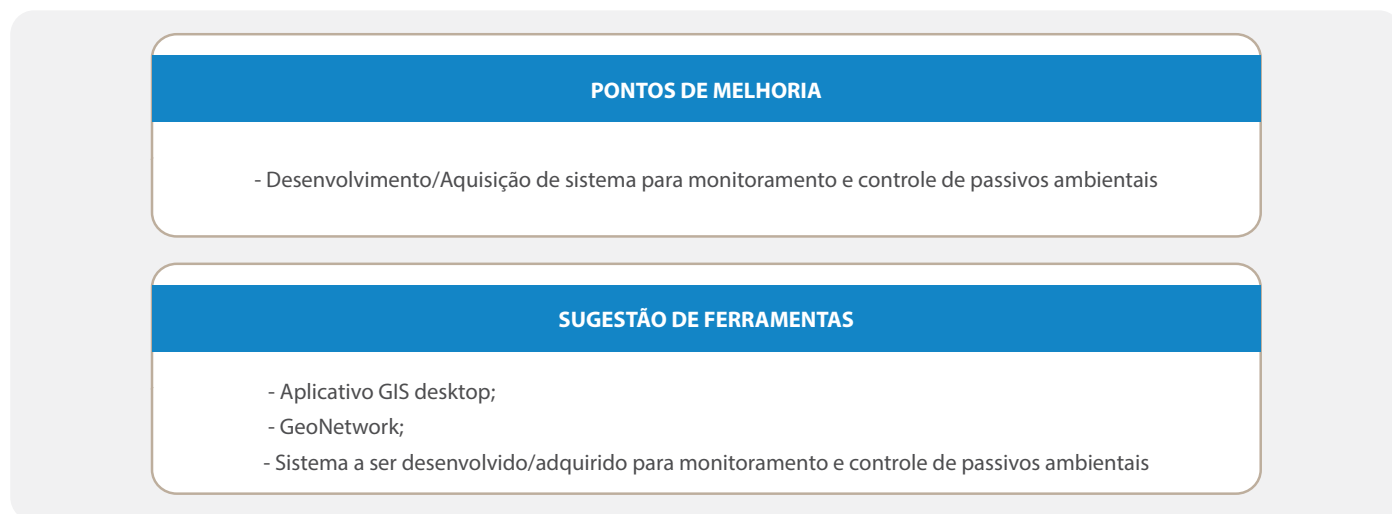 PONTOS DE MELHORIA
- Desenvolvimento/Aquisição de sistema para monitoramento e controle de passivos ambientais
SUGESTÃO DE FERRAMENTAS
- Aplicativo GIS desktop;
- GeoNetwork;
- Sistema a ser desenvolvido/adquirido para monitoramento e controle de passivos ambientais